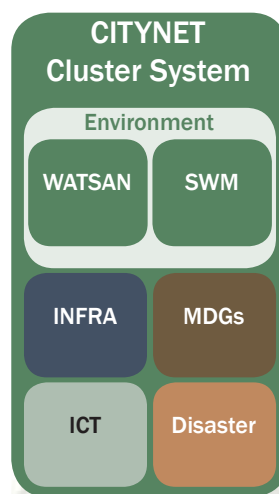 CITYNET
Cluster System
Environment
WATSAN SWM
INFRA MDGs
ICT Disaster